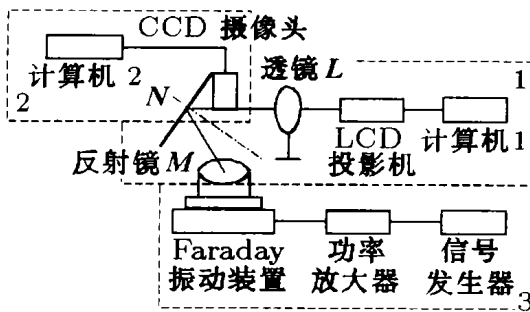 CCD 摄像头
计算机 2
2
N
透镜 L
1
反射镜 M
LCD
投影机
计算机 1
Faraday
振动装置
功率
放大器
信号
发生器
3